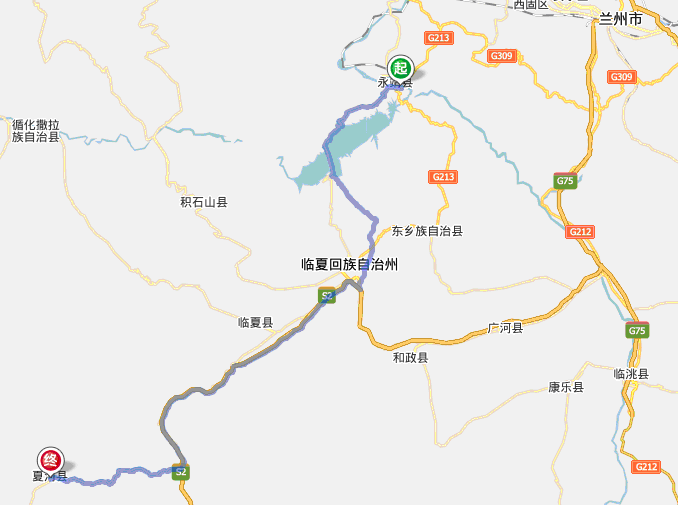 西固区
兰州市
G213
G309
起
永靖县
G309
循化撒拉
族自治县
G213
G75
积石山县
东乡族自治县
G212
临夏回族自治州
S2
临夏县
广河县
G75
和政县
临洮县
康乐县
终
夏河县
S2
G212